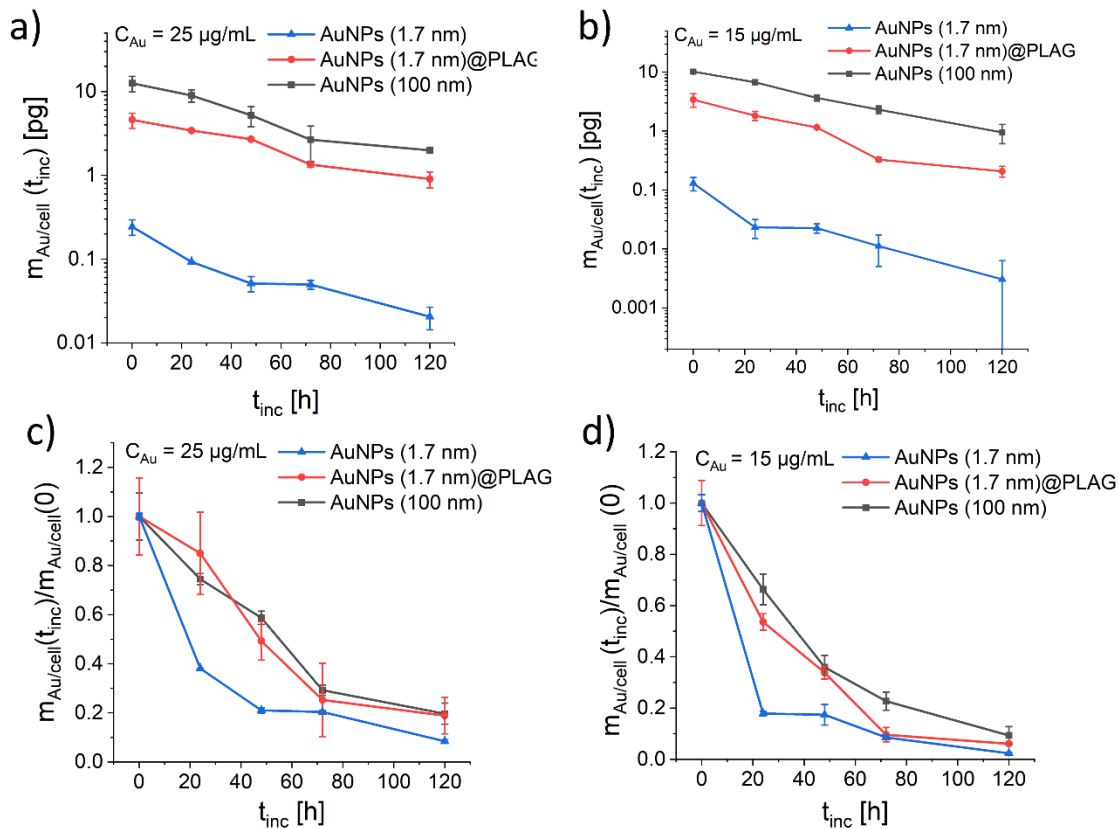 a)
C_Au = 25 µg/mL
AuNPs (1.7 nm)
AuNPs (1.7 nm)@PLAG
AuNPs (100 nm)
10
1
0.1
0.01
m_Au/cell(t_inc) [pg]
0 20 40 60 80 100 120
t_inc [h]
b)
C_Au = 15 µg/mL
AuNPs (1.7 nm)
AuNPs (1.7 nm)@PLAG
AuNPs (100 nm)
10
1
0.1
0.01
0.001
m_Au/cell(t_inc) [pg]
0 20 40 60 80 100 120
t_inc [h]
c)
C_Au = 25 µg/mL
AuNPs (1.7 nm)
AuNPs (1.7 nm)@PLAG
AuNPs (100 nm)
1.2
1.0
0.8
0.6
0.4
0.2
0.0
m_Au/cell(t_inc)/m_Au/cell(0)
0 20 40 60 80 100 120
t_inc [h]
d)
C_Au = 15 µg/mL
AuNPs (1.7 nm)
AuNPs (1.7 nm)@PLAG
AuNPs (100 nm)
1.2
1.0
0.8
0.6
0.4
0.2
0.0
m_Au/cell(t_inc)/m_Au/cell (0)
0 20 40 60 80 100 120
t_inc [h]